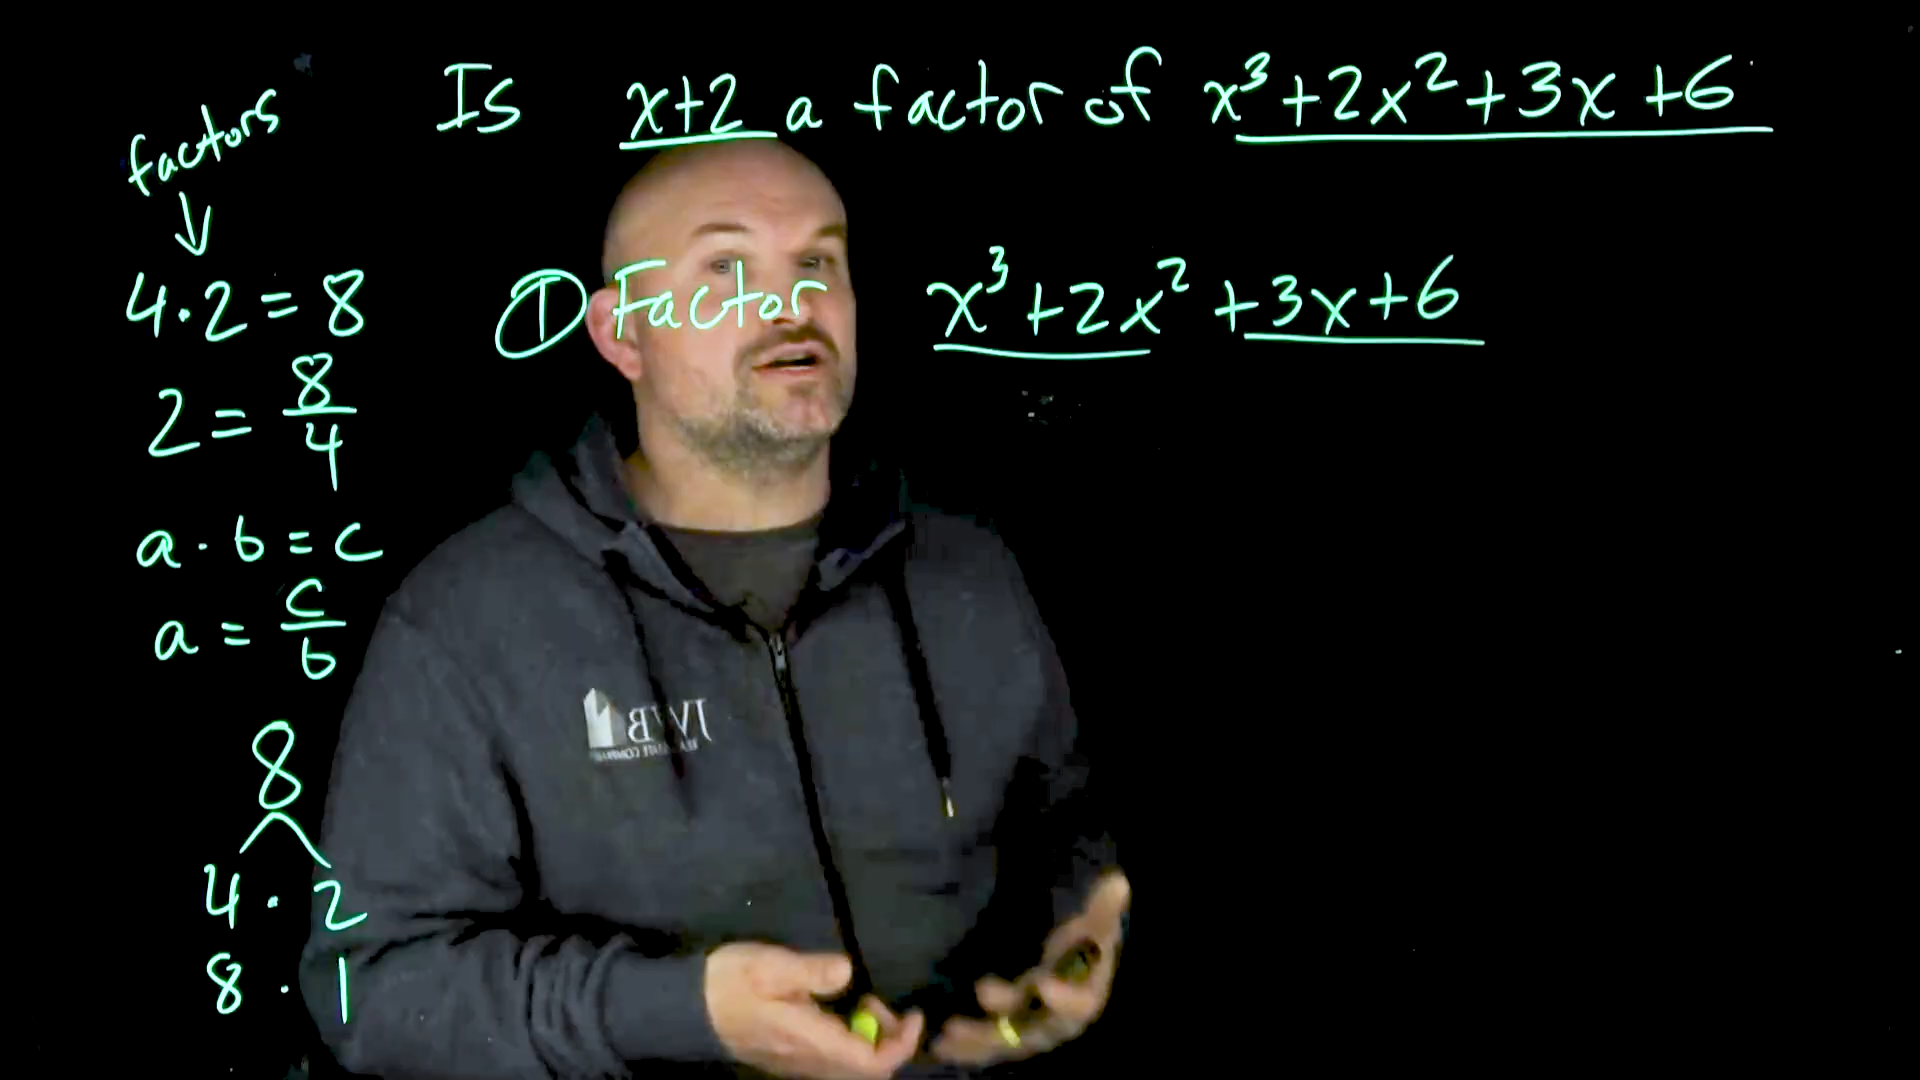 Is x+2 a factor of x³+2x²+3x+6
factors
↓
4·2=8
① Factor x³+2x²+3x+6
2=8/4
a·b=c
a=c/b
8
4·2
8·1